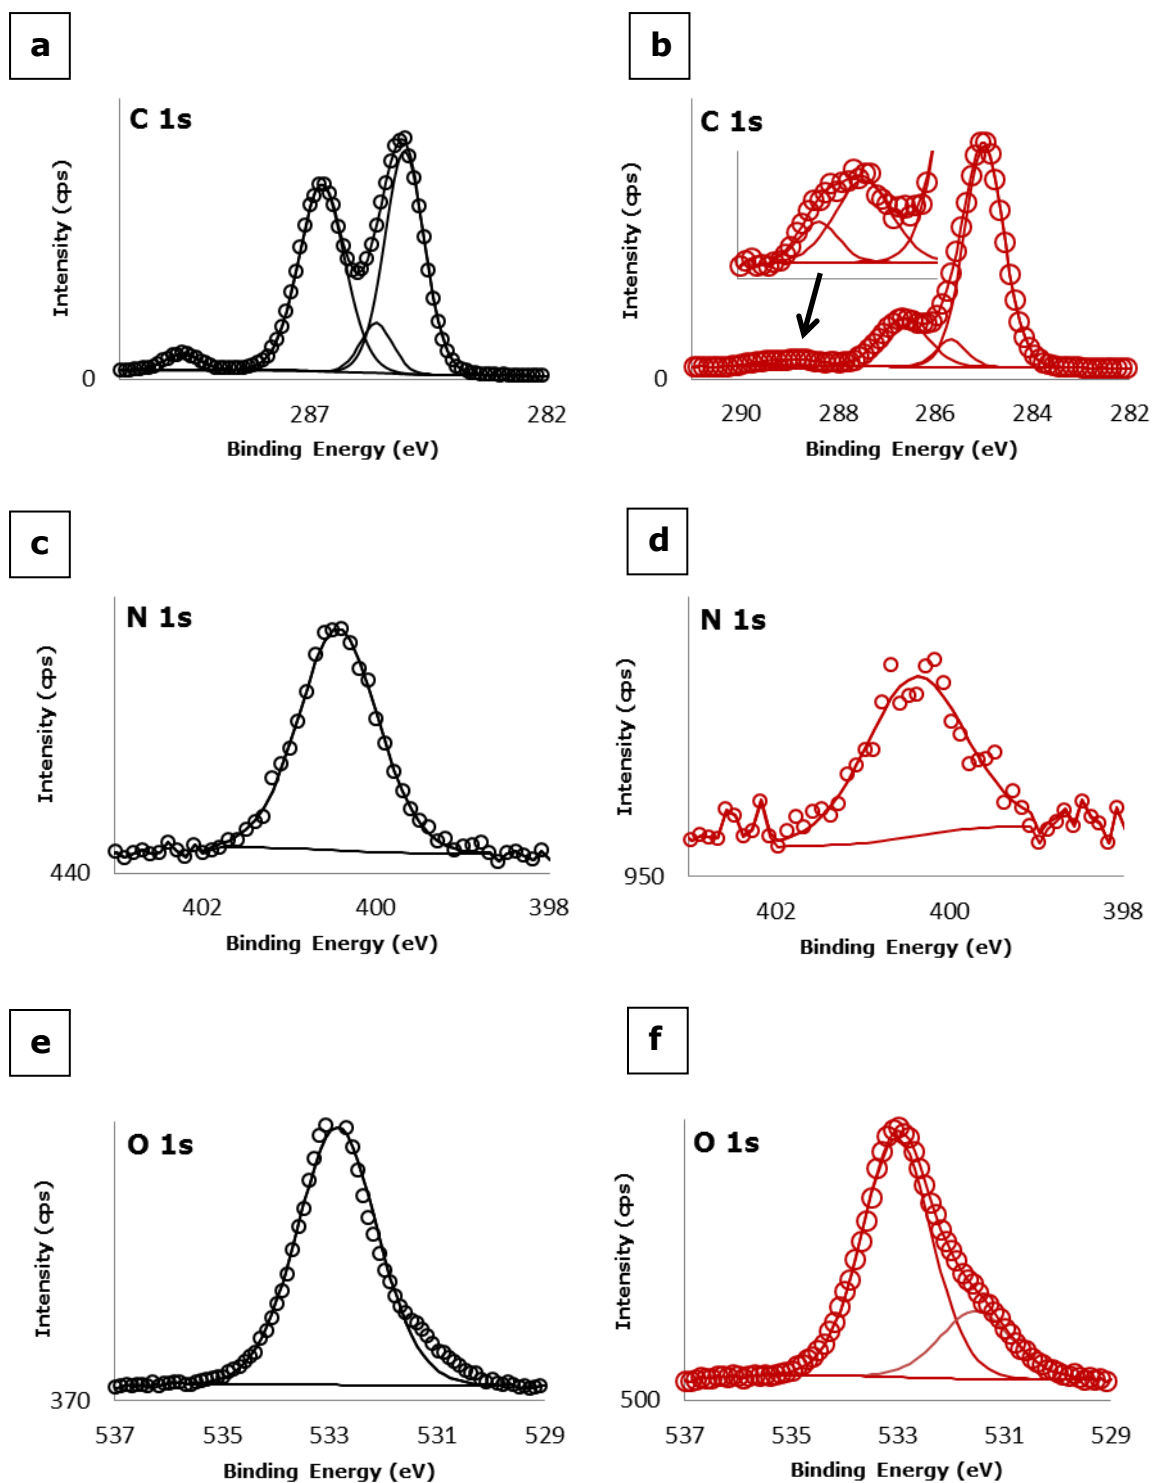 a
b
C 1s
C 1s
Intensity (cps)
Intensity (cps)
0
0
287
282
290
288
286
284
282
Binding Energy (eV)
Binding Energy (eV)
c
d
N 1s
N 1s
Intensity (cps)
Intensity (cps)
440
950
402
400
398
402
400
398
Binding Energy (eV)
Binding Energy (eV)
e
f
O 1s
O 1s
Intensity (cps)
Intensity (cps)
370
500
537
535
533
531
529
537
535
533
531
529
Binding Energy (eV)
Binding Energy (eV)